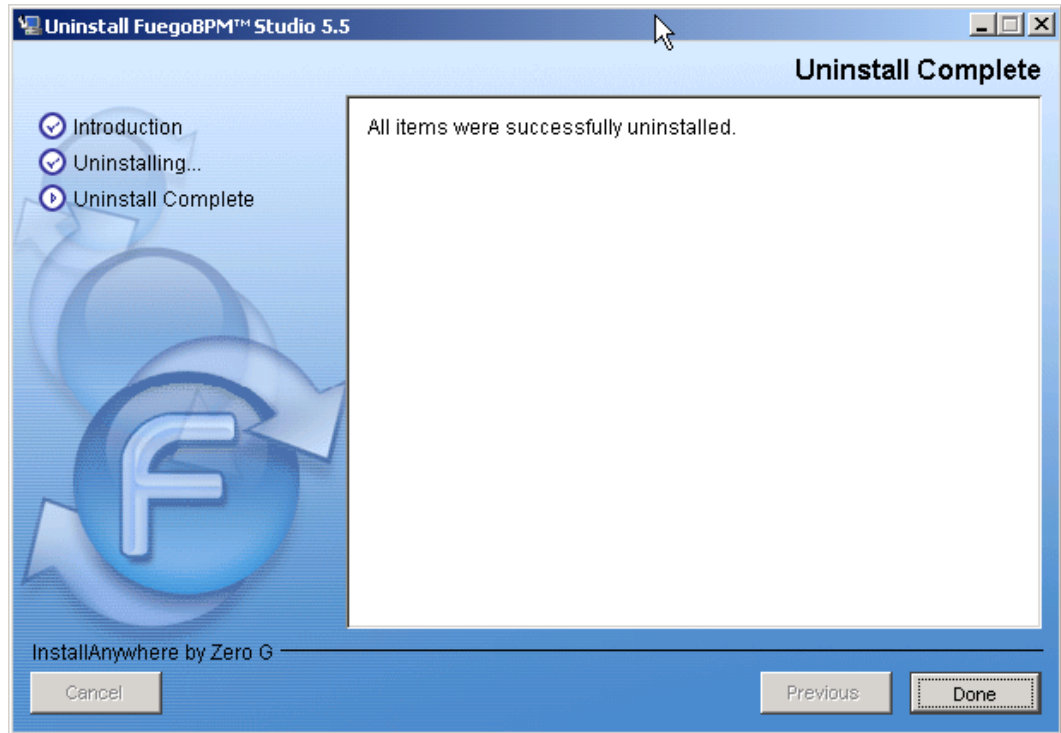 Uninstall FuegoBPM™ Studio 5.5
Uninstall Complete
Introduction
Uninstalling...
Uninstall Complete
All items were successfully uninstalled.
F
InstallAnywhere by Zero G
Cancel
Previous
Done